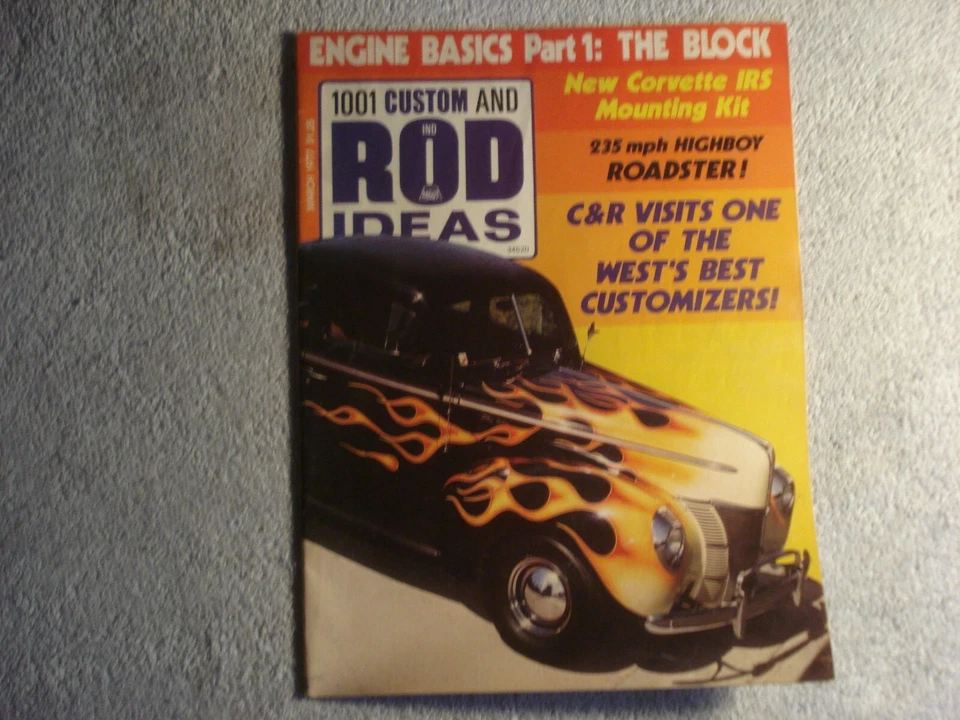 ENGINE BASICS Part 1: THE BLOCK
New Corvette IRS
Mounting Kit
1001 CUSTOM AND
ROD
IDEAS
235 mph HIGHBOY
ROADSTER!
C&R VISITS ONE
OF THE
WEST'S BEST
CUSTOMIZERS!